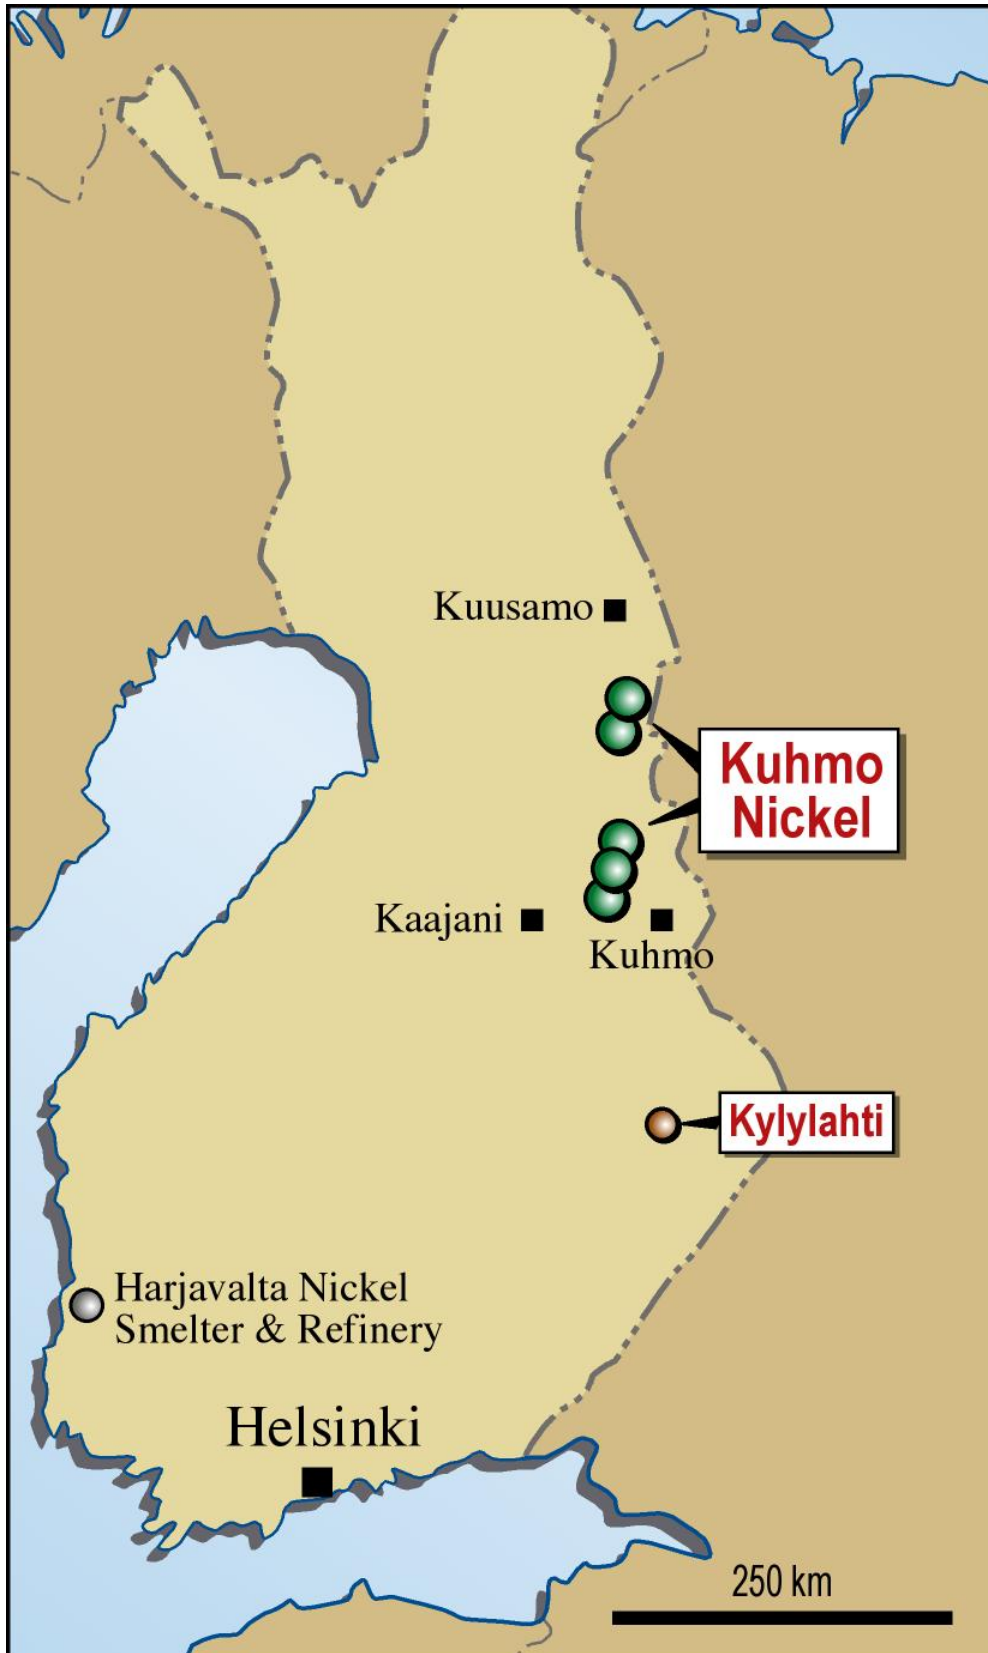 Kuusamo
Kuhmo
Nickel
Kaajani
Kuhmo
Kylylahti
Harjavalta Nickel
Smelter & Refinery
Helsinki
250 km